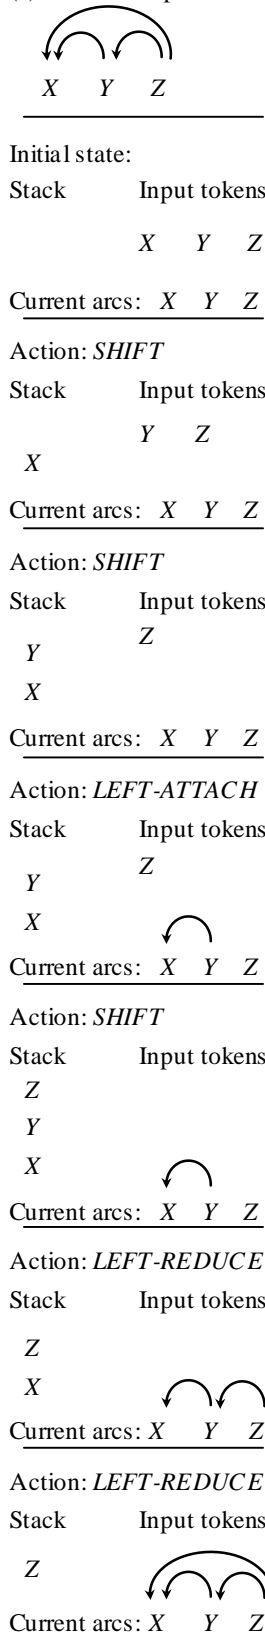 X Y Z
Initial state:
Stack Input tokens
X Y Z
Current arcs: X Y Z
Action: SHIFT
Stack Input tokens
Y Z
X
Current arcs: X Y Z
Action: SHIFT
Stack Input tokens
Z
Y
X
Current arcs: X Y Z
Action: LEFT-ATTACH
Stack Input tokens
Z
Y
X
Current arcs: X Y Z
Action: SHIFT
Stack Input tokens
Z
Y
X
Current arcs: X Y Z
Action: LEFT-REDUCE
Stack Input tokens
Z
X
Current arcs: X Y Z
Action: LEFT-REDUCE
Stack Input tokens
Z
Current arcs: X Y Z